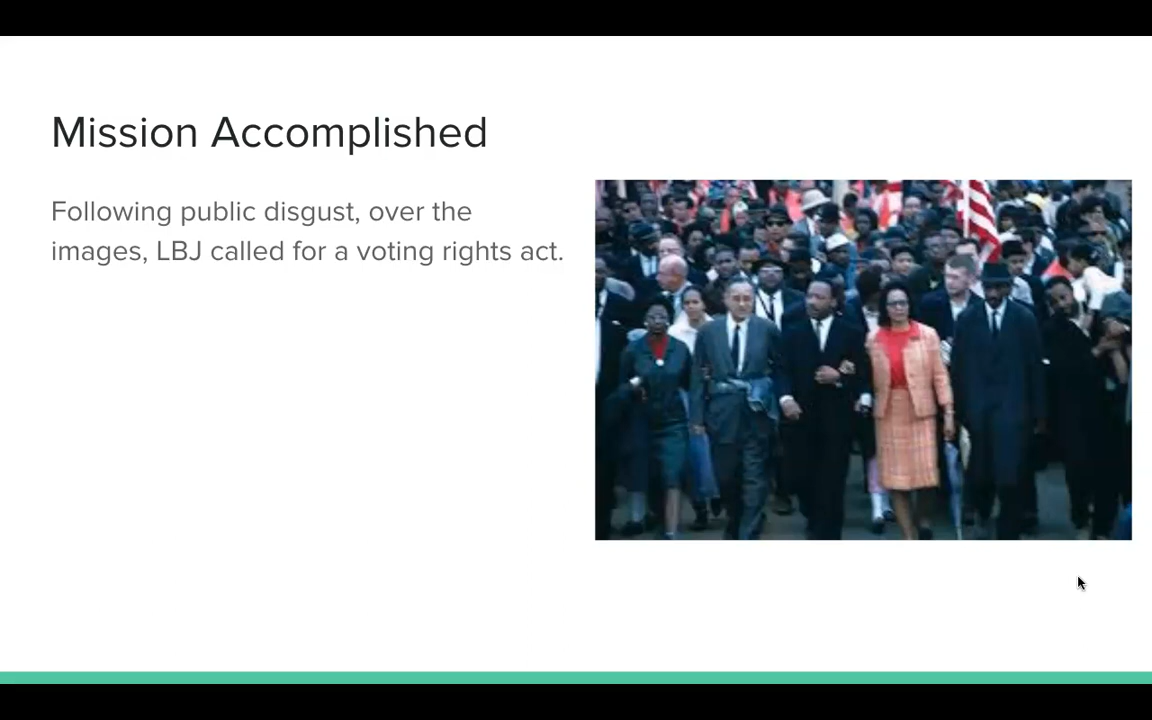 Mission Accomplished
Following public disgust, over the
images, LBJ called for a voting rights act.